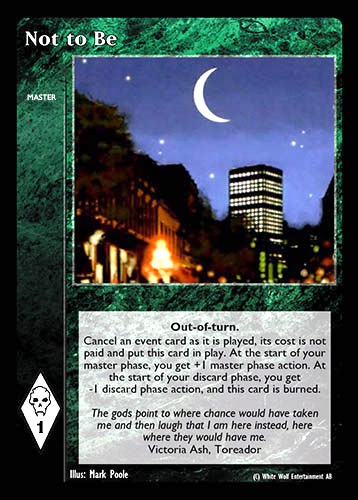 Not to Be
MASTER
Out-of-turn.
Cancel an event card as it is played, its cost is not
paid and put this card in play. At the start of your
master phase, you get +1 master phase action. At
the start of your discard phase, you get
-1 discard phase action, and this card is burned.
The gods point to where chance would have taken
me and then laugh that I am here instead, here
where they would have me.
Victoria Ash, Toreador
1
Illus: Mark Poole
(C) White Wolf Entertainment AB